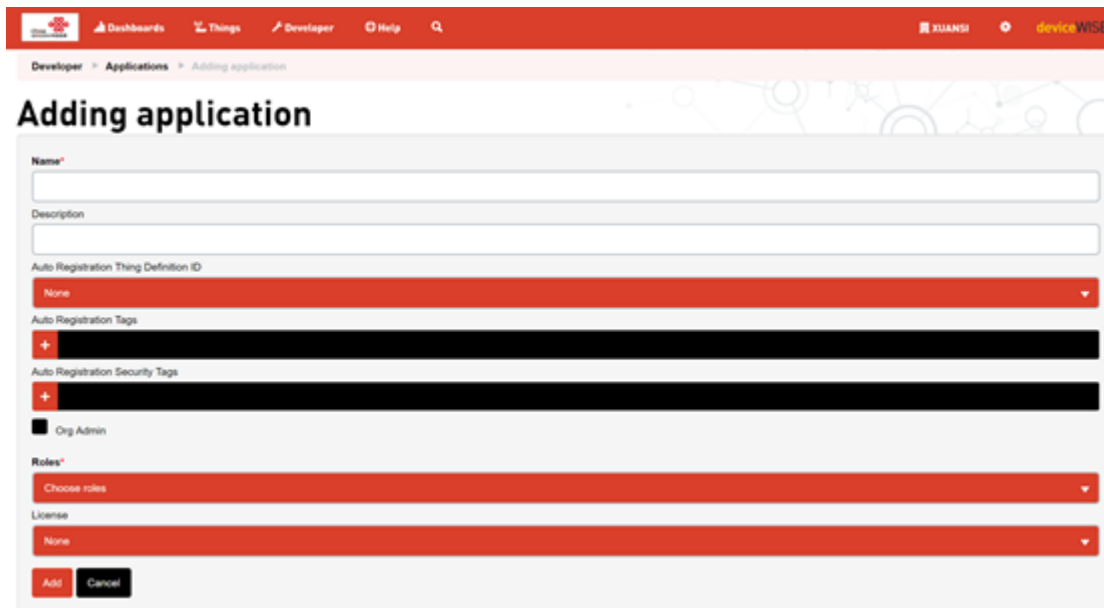 Dashboards Things Developer Help XUANSI deviceWISE
Developer Applications Adding application
Adding application
Name*
Description
Auto Registration Thing Definition ID
None
Auto Registration Tags
+
Auto Registration Security Tags
+
Org Admin
Roles*
Choose roles
License
None
Add Cancel